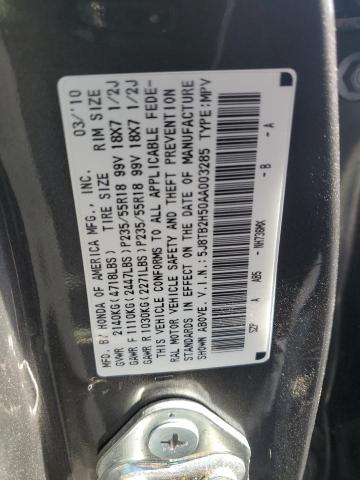 MFD. BY HONDA OF AMERICA MFG., INC. 03/'10
TIRE SIZE RIM SIZE
GVWR 2140KG(4718LBS)
GAWR F 1110KG(2447LBS)P235/55R18 99V 18X7 1/2J
GAWR R 1030KG(2271LBS)P235/55R18 99V 18X7 1/2J
THIS VEHICLE CONFORMS TO ALL APPLICABLE FEDE-
RAL MOTOR VEHICLE SAFETY AND THEFT PREVENTION
STANDARDS IN EFFECT ON THE DATE OF MANUFACTURE
SHOWN ABOVE. V.I.N.: 5J8TB2H50AA003285 TYPE:MPV
SZP A ABS - NH738MX - B - A